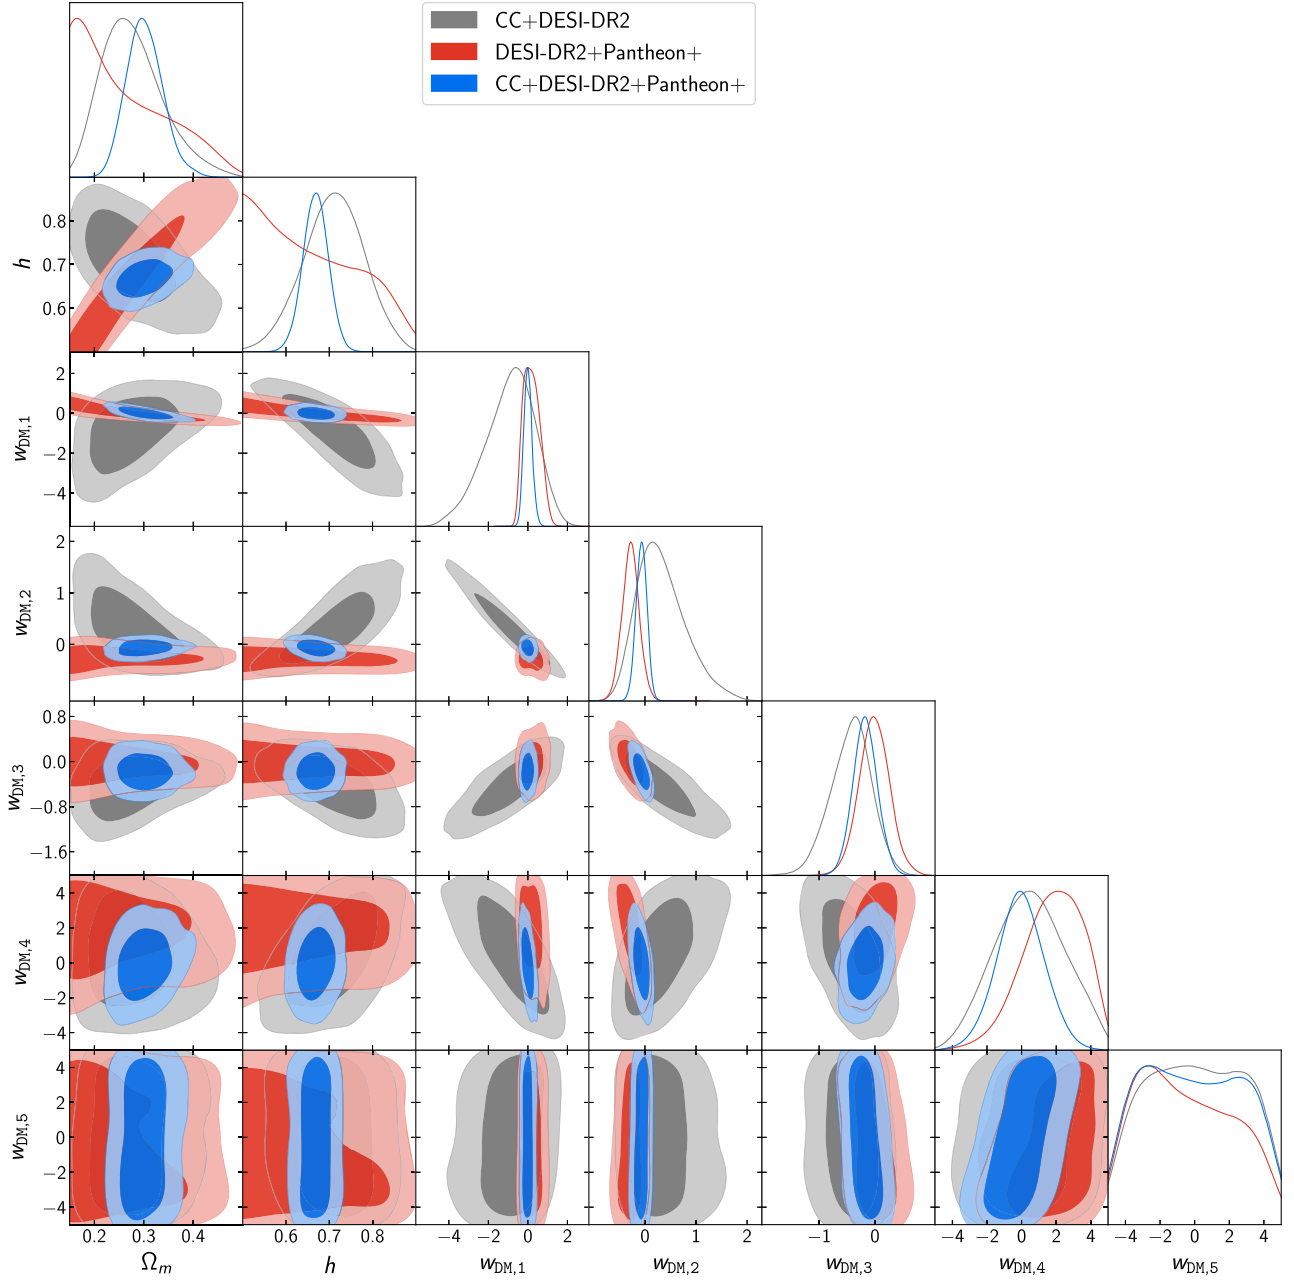 CC+DESI-DR2
DESI-DR2+Pantheon+
CC+DESI-DR2+Pantheon+
h
0.8
0.7
0.6
w_DM,1
2
0
−2
−4
w_DM,2
2
1
0
w_DM,3
0.8
0.0
−0.8
−1.6
w_DM,4
4
2
0
−2
−4
w_DM,5
4
2
0
−2
−4
0.2 0.3 0.4 0.6 0.7 0.8 −4 −2 0 2 0 1 2 −1 0 −4 −2 0 2 4 −4 −2 0 2 4
Ω_m h w_DM,1 w_DM,2 w_DM,3 w_DM,4 w_DM,5